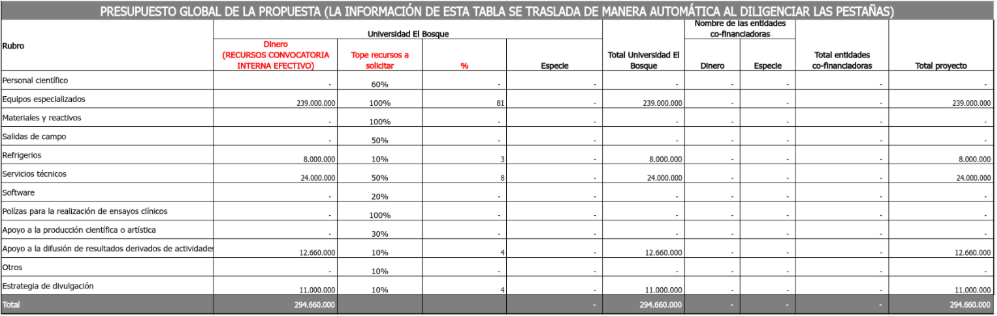 PRESUPUESTO GLOBAL DE LA PROPUESTA (LA INFORMACIÓN DE ESTA TABLA SE TRASLADA DE MANERA AUTOMÁTICA AL DILIGENCIAR LAS PESTAÑAS)
Rubro
Universidad El Bosque
Nombre de las entidades
co-financiadoras
Dinero
(RECURSOS CONVOCATORIA
INTERNA EFECTIVO)
Tope recursos a
solicitar
%
Especie
Total Universidad El
Bosque
Dinero
Especie
Total entidades
co-financiadoras
Total proyecto
Personal científico - 60% - - - - - - -
Equipos especializados 239.000.000 100% 81 - 239.000.000 - - - 239.000.000
Materiales y reactivos - 100% - - - - - - -
Salidas de campo - 50% - - - - - - -
Refrigerios 8.000.000 10% 3 - 8.000.000 - - - 8.000.000
Servicios técnicos 24.000.000 50% 8 - 24.000.000 - - - 24.000.000
Software - 20% - - - - - - -
Polízas para la realización de ensayos clínicos - 100% - - - - - - -
Apoyo a la producción científica o artística - 30% - - - - - - -
Apoyo a la difusión de resultados derivados de actividades 12.660.000 10% 4 - 12.660.000 - - - 12.660.000
Otros - 10% - - - - - - -
Estrategia de divulgación 11.000.000 10% 4 - 11.000.000 - - - 11.000.000
Total 294.660.000 - 294.660.000 - - - 294.660.000